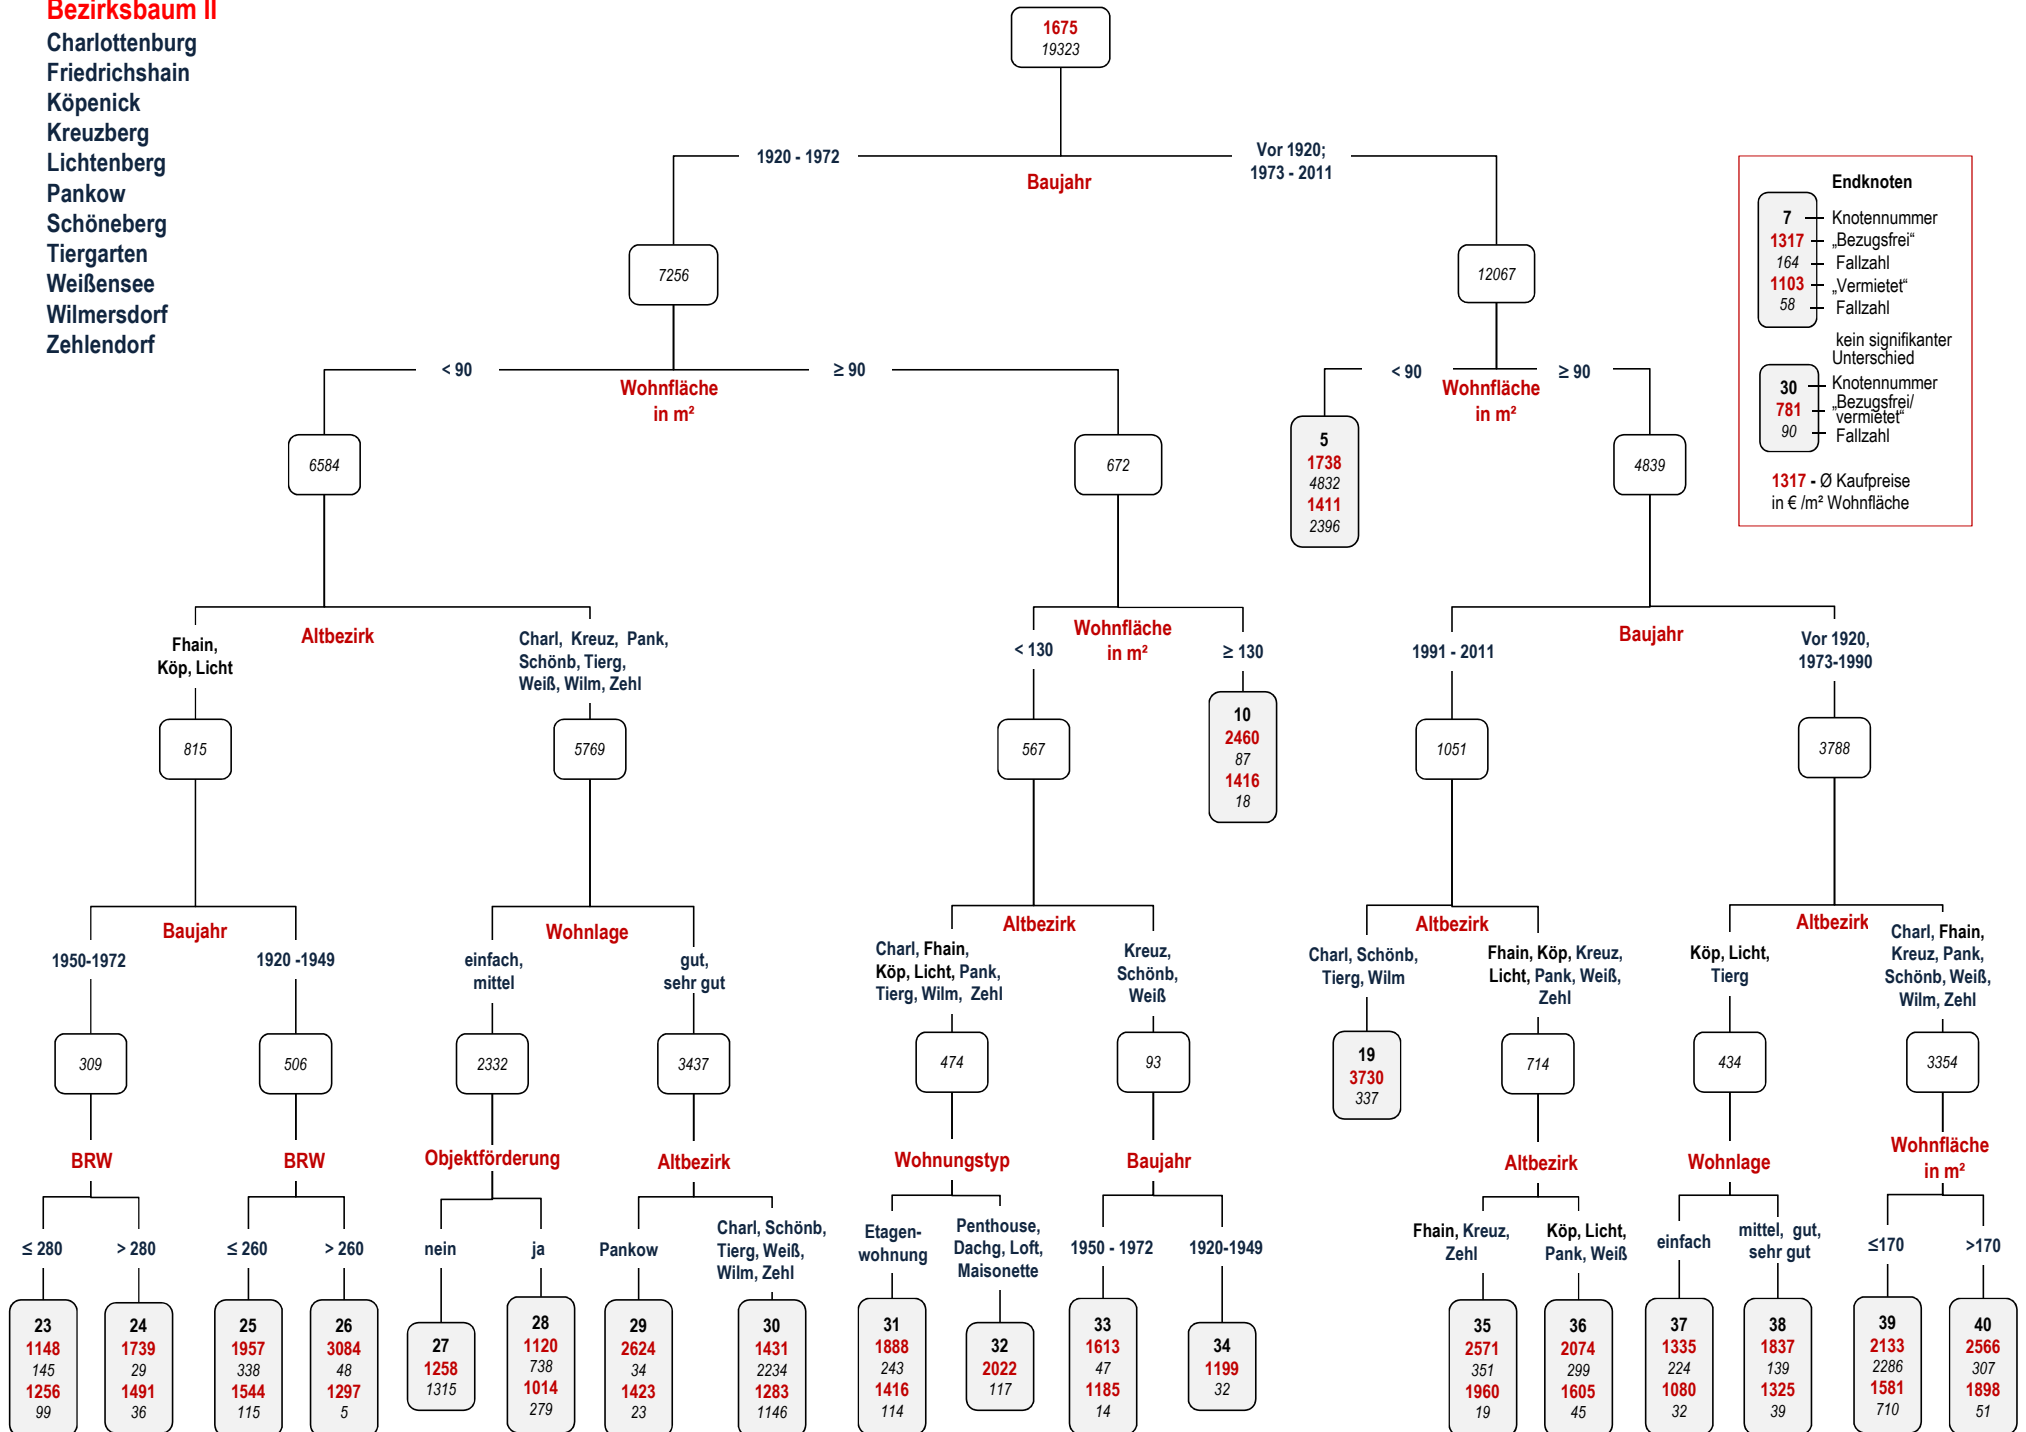 Bezirksbaum II
Charlottenburg
Friedrichshain
Köpenick
Kreuzberg
Lichtenberg
Pankow
Schöneberg
Tiergarten
Weißensee
Wilmersdorf
Zehlendorf
1675
19323
1920 - 1972
Baujahr
Vor 1920;
1973 - 2011
7256
12067
Endknoten
7
Knotennummer
1317
„Bezugsfrei“
164
Fallzahl
1103
„Vermietet“
58
Fallzahl
kein signifikanter
Unterschied
30
Knotennummer
781
„Bezugsfrei/
vermietet“
90
Fallzahl
1317 - Ø Kaufpreise
in € /m² Wohnfläche
< 90
Wohnfläche
in m²
≥ 90
< 90
Wohnfläche
in m²
≥ 90
6584
672
5
1738
4832
1411
2396
4839
Fhain,
Köp, Licht
Altbezirk
Charl, Kreuz, Pank,
Schönb, Tierg,
Weiß, Wilm, Zehl
< 130
Wohnfläche
in m²
≥ 130
1991 - 2011
Baujahr
Vor 1920,
1973-1990
815
5769
567
10
2460
87
1416
18
1051
3788
1950-1972
Baujahr
1920 -1949
einfach,
mittel
Wohnlage
gut,
sehr gut
Charl, Fhain,
Köp, Licht, Pank,
Tierg, Wilm, Zehl
Altbezirk
Kreuz,
Schönb,
Weiß
Charl, Schönb,
Tierg, Wilm
Altbezirk
Fhain, Köp, Kreuz,
Licht, Pank, Weiß,
Zehl
Köp, Licht,
Tierg
Altbezirk
Charl, Fhain,
Kreuz, Pank,
Schönb, Weiß,
Wilm, Zehl
309
506
2332
3437
474
93
19
3730
337
714
434
3354
BRW
BRW
Objektförderung
Altbezirk
Wohnungstyp
Baujahr
Altbezirk
Wohnlage
Wohnfläche
in m²
≤ 280
> 280
≤ 260
> 260
nein
ja
Pankow
Charl, Schönb,
Tierg, Weiß,
Wilm, Zehl
Etagen-
wohnung
Penthouse,
Dachg, Loft,
Maisonette
1950 - 1972
1920-1949
Fhain, Kreuz,
Zehl
Köp, Licht,
Pank, Weiß
einfach
mittel, gut,
sehr gut
≤170
>170
23
1148
145
1256
99
24
1739
29
1491
36
25
1957
338
1544
115
26
3084
48
1297
5
27
1258
1315
28
1120
738
1014
279
29
2624
34
1423
23
30
1431
2234
1283
1146
31
1888
243
1416
114
32
2022
117
33
1613
47
1185
14
34
1199
32
35
2571
351
1960
19
36
2074
299
1605
45
37
1335
224
1080
32
38
1837
139
1325
39
39
2133
2286
1581
710
40
2566
307
1898
51